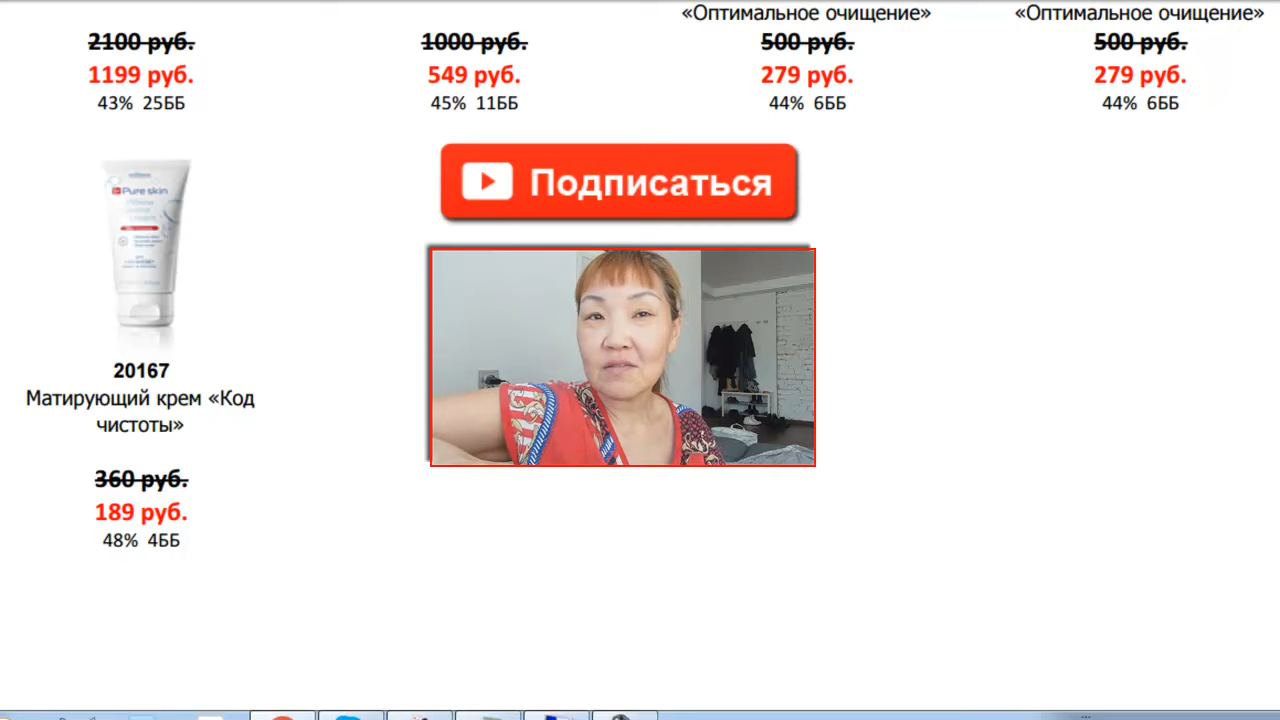 «Оптимальное очищение»
«Оптимальное очищение»
2100 руб.
1000 руб.
500 руб.
500 руб.
1199 руб.
549 руб.
279 руб.
279 руб.
43% 25ББ
45% 11ББ
44% 6ББ
44% 6ББ
Подписаться
Pure skin
20167
Матирующий крем «Код
чистоты»
360 руб.
189 руб.
48% 4ББ